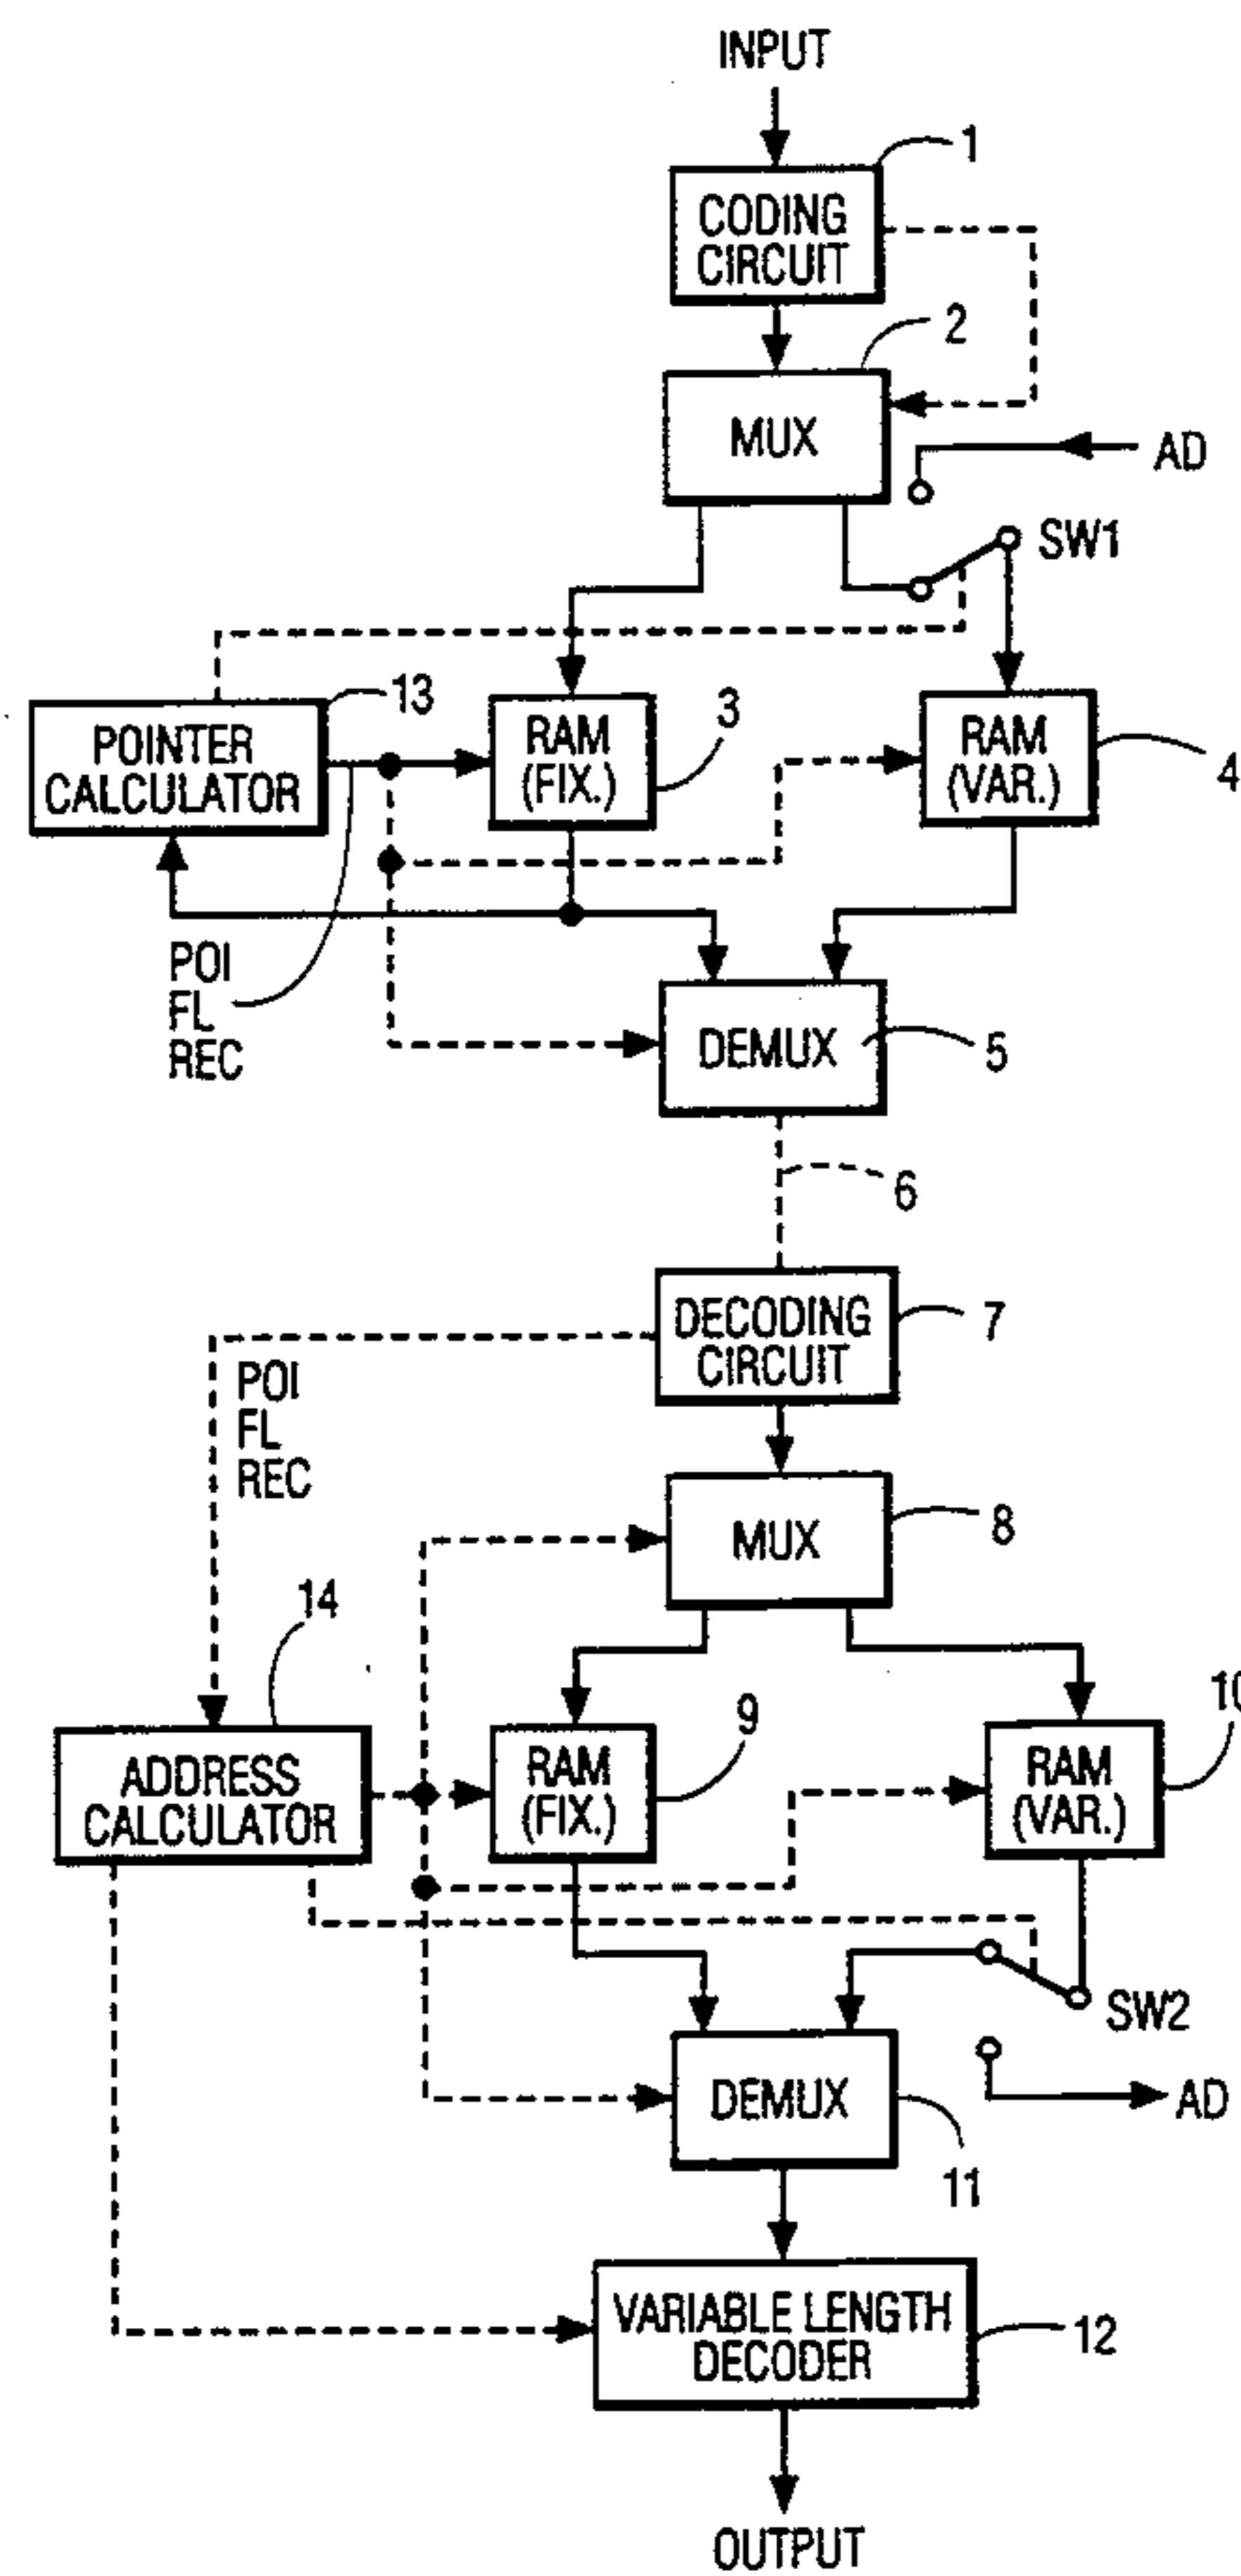 INPUT
1
CODING
CIRCUIT
2
MUX
AD
SW1
13
POINTER
CALCULATOR
RAM
(FIX.)
3
RAM
(VAR.)
4
POI
FL
REC
DEMUX
5
6
DECODING
CIRCUIT
7
POI
FL
REC
MUX
8
14
ADDRESS
CALCULATOR
RAM
(FIX.)
9
RAM
(VAR.)
10
SW2
DEMUX
AD
11
VARIABLE LENGTH
DECODER
12
OUTPUT